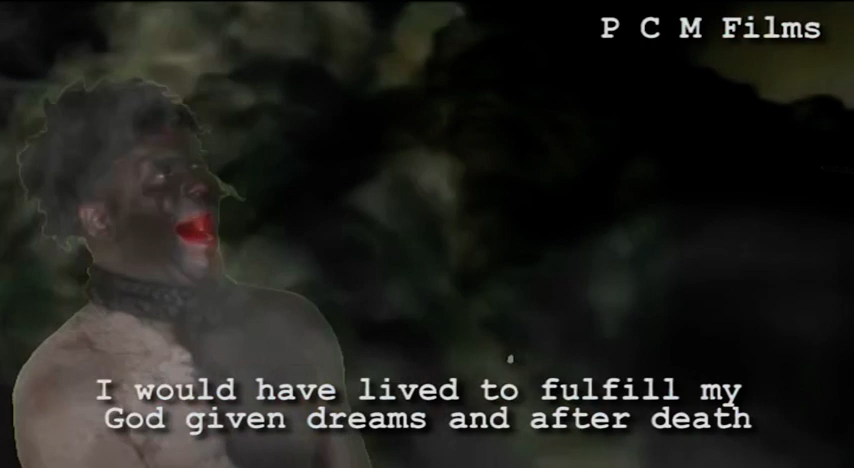 P C M Films
I would have lived to fulfill my
God given dreams and after death